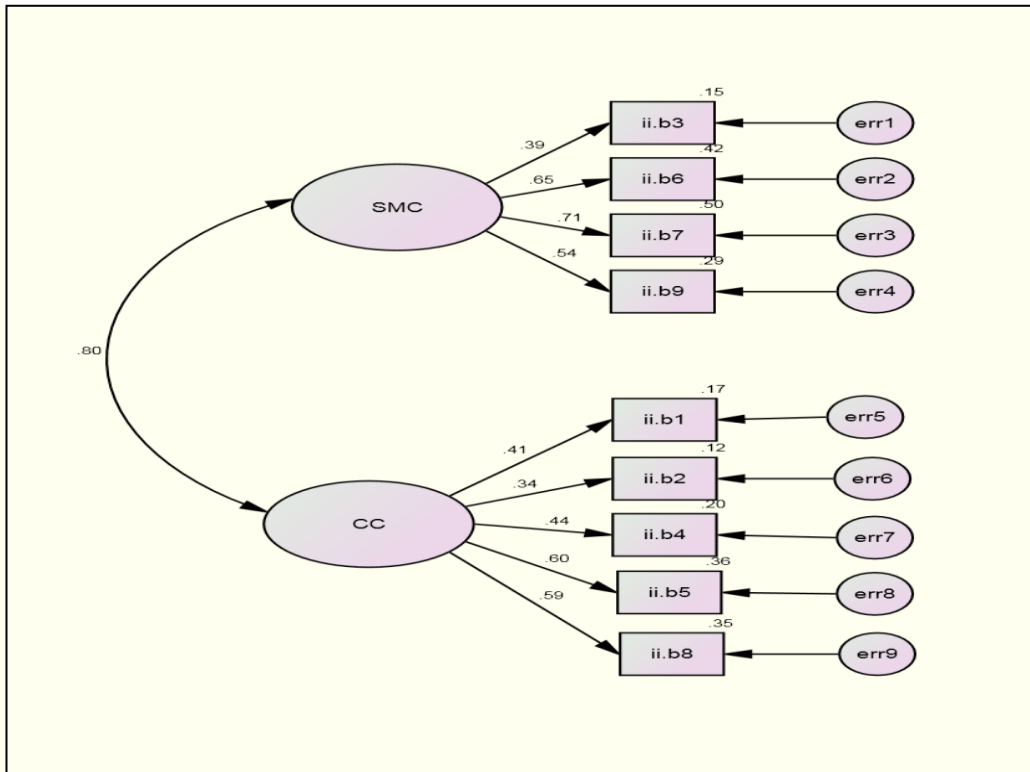 .15
ii.b3
err1
.39
.42
ii.b6
err2
.65
SMC
.50
ii.b7
err3
.71
.29
ii.b9
err4
.54
.80
.17
ii.b1
err5
.41
.12
ii.b2
err6
.34
.20
CC
ii.b4
err7
.44
.36
ii.b5
err8
.60
.35
ii.b8
err9
.59